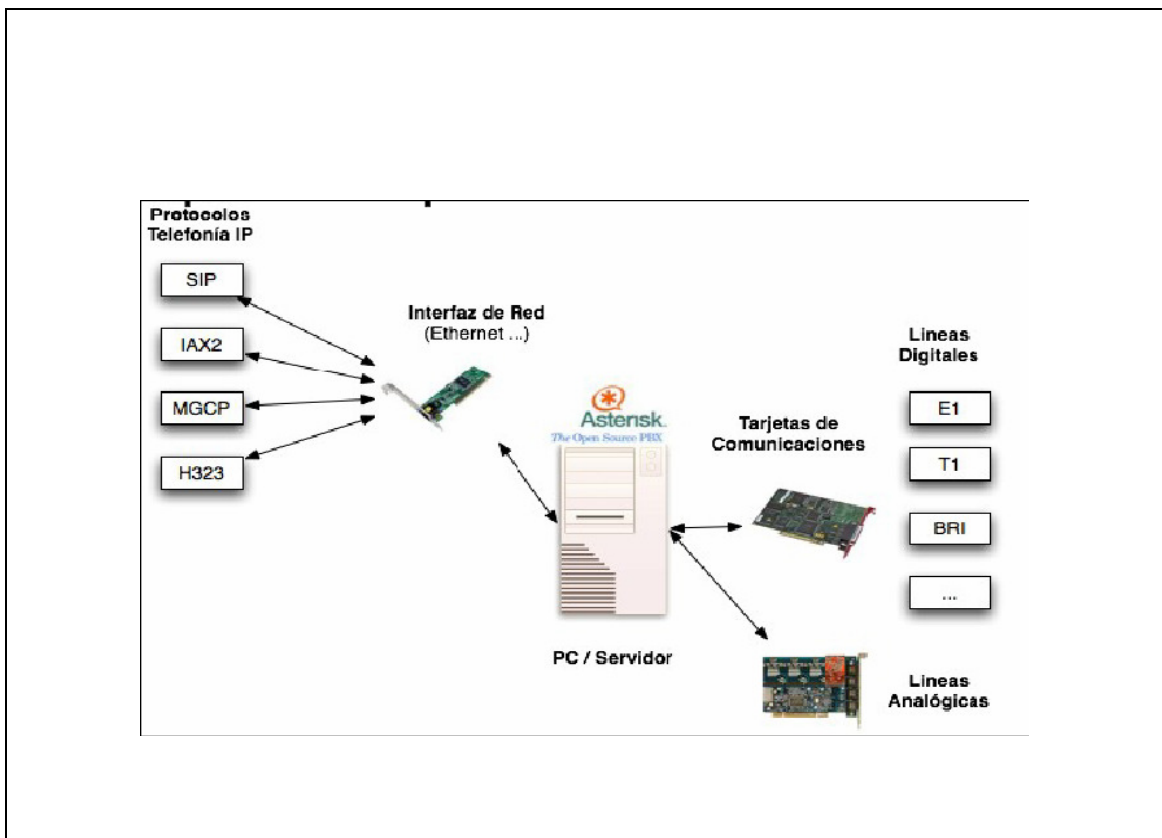 Protocolos
Telefonía IP
SIP
IAX2
MGCP
H323
Interfaz de Red
(Ethernet ...)
Asterisk
The Open Source PBX
PC / Servidor
Tarjetas de
Comunicaciones
Lineas
Digitales
E1
T1
BRI
...
Lineas
Analógicas